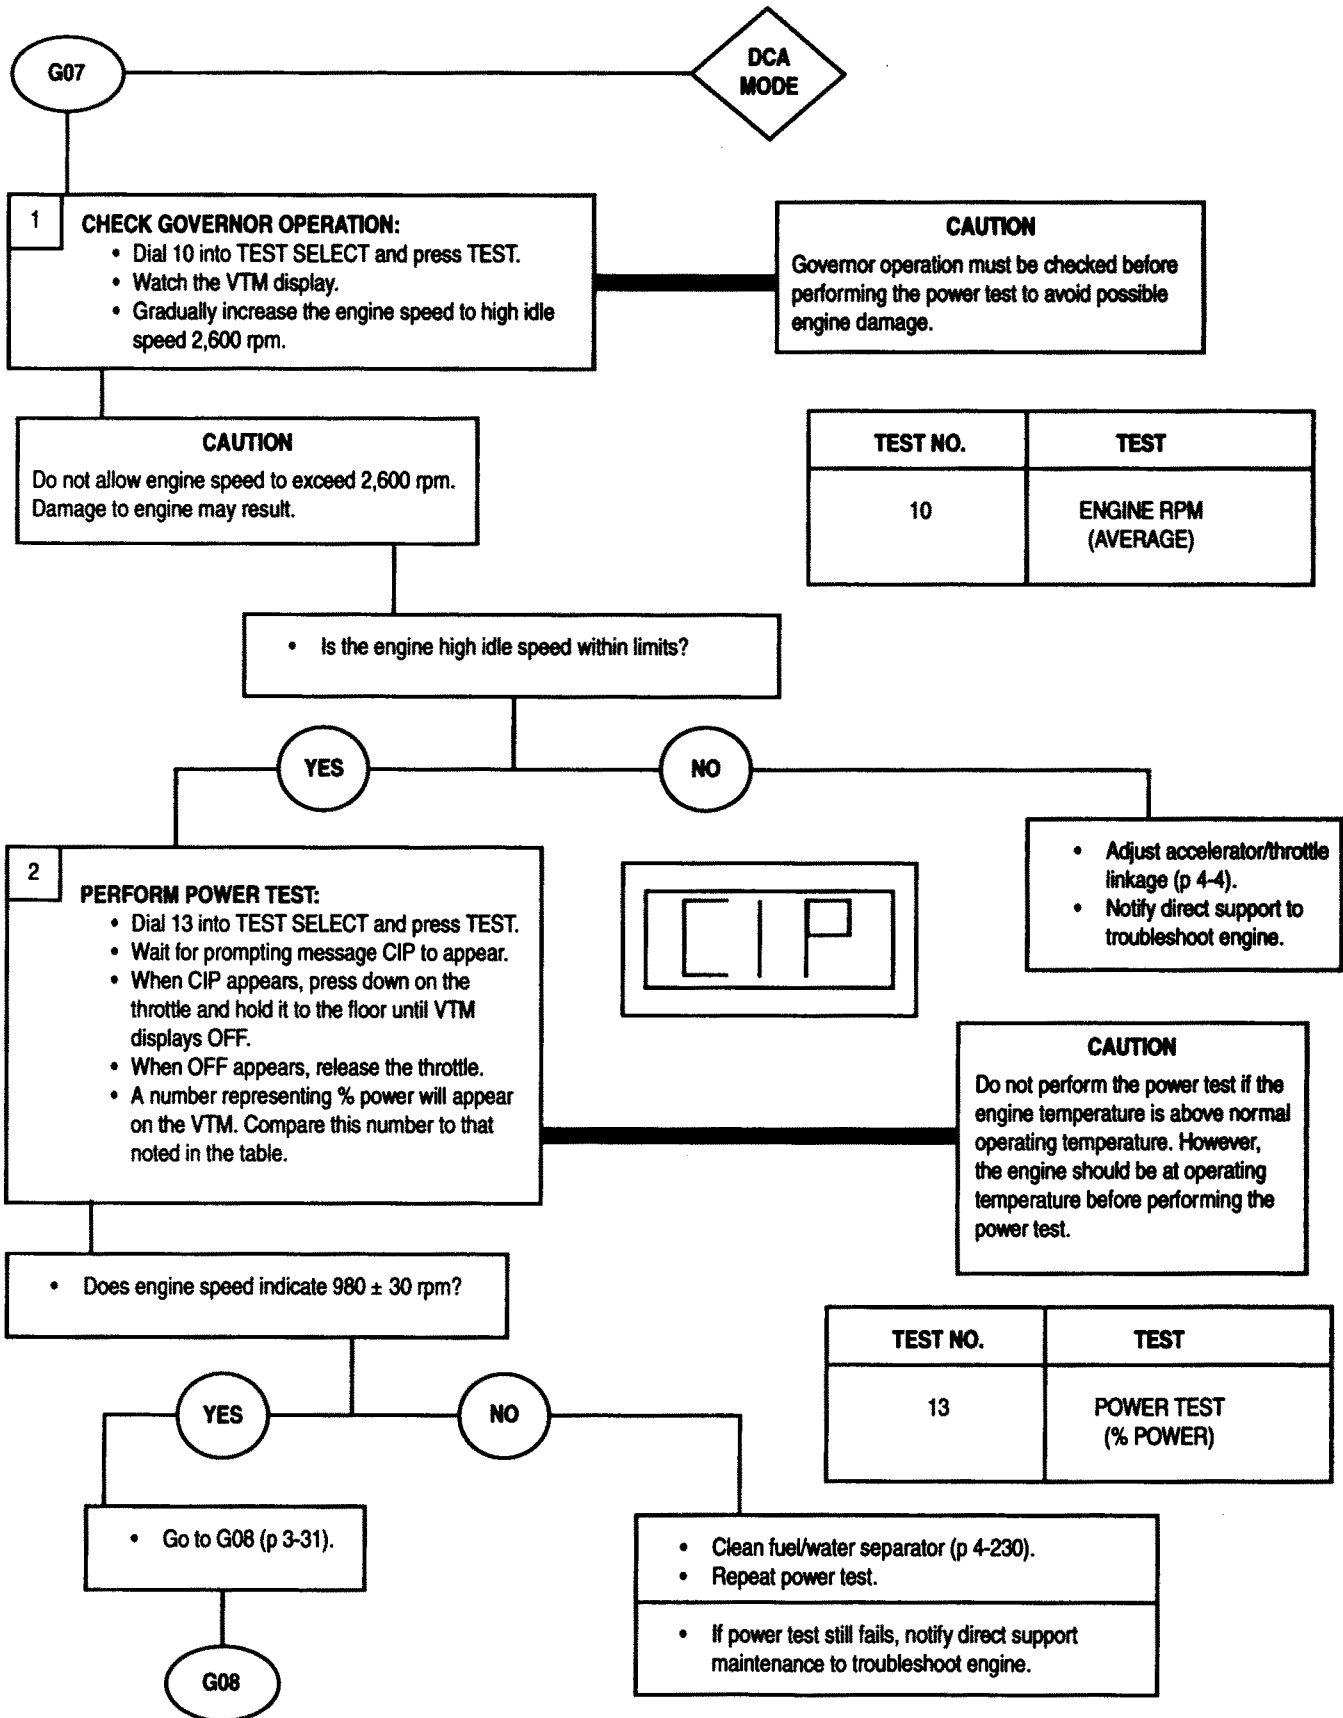 G07
DCA
MODE
1
CHECK GOVERNOR OPERATION:
• Dial 10 into TEST SELECT and press TEST.
• Watch the VTM display.
• Gradually increase the engine speed to high idle
speed 2,600 rpm.
CAUTION
Governor operation must be checked before
performing the power test to avoid possible
engine damage.
CAUTION
Do not allow engine speed to exceed 2,600 rpm.
Damage to engine may result.
TEST NO. TEST
10 ENGINE RPM
(AVERAGE)
• Is the engine high idle speed within limits?
YES
NO
• Adjust accelerator/throttle
linkage (p 4-4).
• Notify direct support to
troubleshoot engine.
2
PERFORM POWER TEST:
• Dial 13 into TEST SELECT and press TEST.
• Wait for prompting message CIP to appear.
• When CIP appears, press down on the
throttle and hold it to the floor until VTM
displays OFF.
• When OFF appears, release the throttle.
• A number representing % power will appear
on the VTM. Compare this number to that
noted in the table.
CIP
CAUTION
Do not perform the power test if the
engine temperature is above normal
operating temperature. However,
the engine should be at operating
temperature before performing the
power test.
• Does engine speed indicate 980 ± 30 rpm?
TEST NO. TEST
13 POWER TEST
(% POWER)
YES
NO
• Go to G08 (p 3-31).
• Clean fuel/water separator (p 4-230).
• Repeat power test.
• If power test still fails, notify direct support
maintenance to troubleshoot engine.
G08